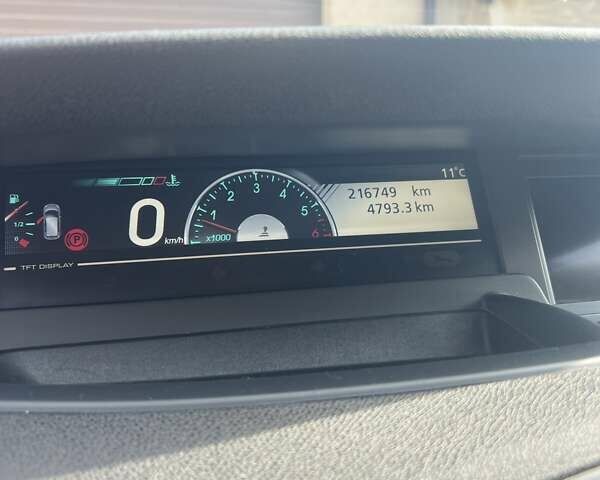 11°C
216749 km
4793.3 km
1/2
0
P
0
km/h
1 2 3 4 5 6
x1000
TFT DISPLAY